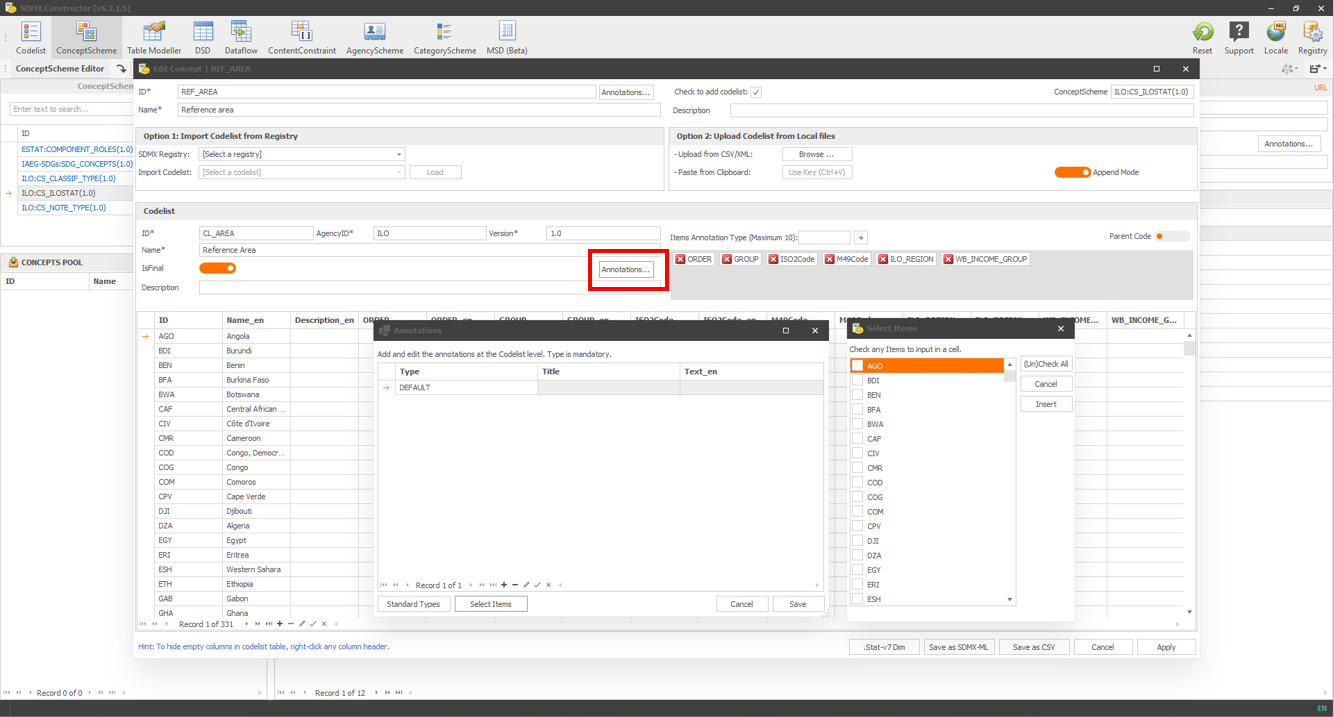 SDMX.Constructor (v6.2.1.5)
Codelist ConceptScheme Table Modeller DSD Dataflow ContentConstraint AgencyScheme CategoryScheme MSD (Beta) Reset Support Locale Registry
ConceptScheme Editor
ConceptSchem
Enter text to search...
ID
ESTAT:COMPONENT_ROLES(1.0)
IAEG-SDGs:SDG_CONCEPTS(1.0)
ILO:CS_CLASSIF_TYPE(1.0)
ILO:CS_ILOSTAT(1.0)
ILO:CS_NOTE_TYPE(1.0)
CONCEPTS POOL
ID Name
Record 0 of 0
Record 1 of 12
URL
Annotations...
Edit Concept | REF_AREA
ID* REF_AREA Annotations... Check to add codelist: ConceptScheme ILO:CS_ILOSTAT(1.0)
Name* Reference area Description
Option 1: Import Codelist from Registry
SDMX Registry: [Select a registry]
Import Codelist: [Select a codelist] Load
Option 2: Upload Codelist from Local files
- Upload from CSV/XML: Browse ...
- Paste from Clipboard: Use Key (Ctrl+V) Append Mode
Codelist
ID* CL_AREA AgencyID* ILO Version* 1.0
Name* Reference Area
IsFinal Annotations...
Description
Items Annotation Type (Maximum 10): + Parent Code
ORDER GROUP ISO2Code M49Code ILO_REGION WB_INCOME_GROUP
ID Name_en Description_en WB_INCOME_G...
AGO Angola
BDI Burundi
BEN Benin
BFA Burkina Faso
BWA Botswana
CAF Central African ...
CIV Côte d'Ivoire
CMR Cameroon
COD Congo, Democr...
COG Congo
COM Comoros
CPV Cape Verde
DJI Djibouti
DZA Algeria
EGY Egypt
ERI Eritrea
ESH Western Sahara
ETH Ethiopia
GAB Gabon
GHA Ghana
Record 1 of 331
Annotations
Add and edit the annotations at the Codelist level. Type is mandatory.
Type Title Text_en
DEFAULT
Record 1 of 1
Standard Types Select Items Cancel Save
Select Items
Check any Items to input in a cell.
AGO
BDI
BEN
BFA
BWA
CAF
CIV
CMR
COD
COG
COM
CPV
DJI
DZA
EGY
ERI
ESH
(Un)Check All
Cancel
Insert
Hint: To hide empty columns in codelist table, right-click any column header.
.Stat-v7 Dim Save as SDMX-ML Save as CSV Cancel Apply
EN